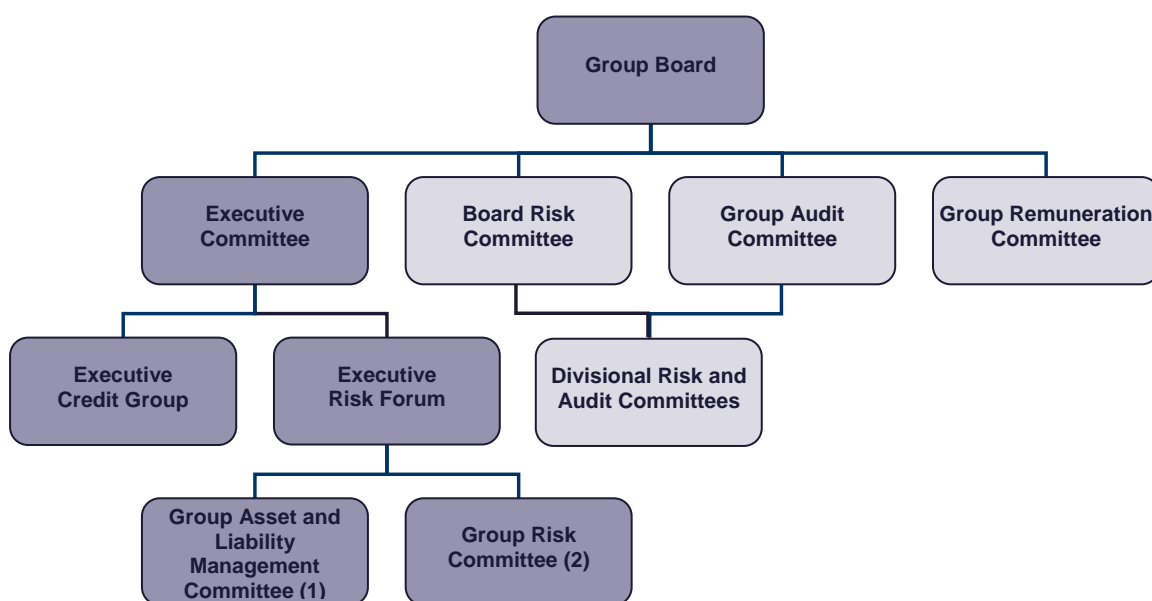 Group Board
Executive
Committee
Board Risk
Committee
Group Audit
Committee
Group Remuneration
Committee
Executive
Credit Group
Executive
Risk Forum
Divisional Risk and
Audit Committees
Group Asset and
Liability
Management
Committee (1)
Group Risk
Committee (2)